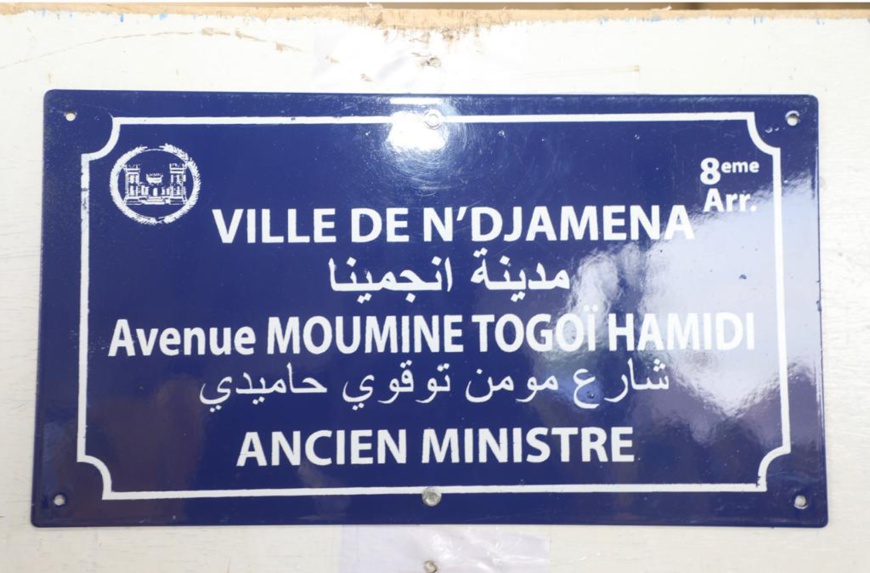 8eme
Arr.
VILLE DE N'DJAMENA
مدينة انجمينا
Avenue MOUMINE TOGOÏ HAMIDI
شارع مومن توقوي حاميدي
ANCIEN MINISTRE